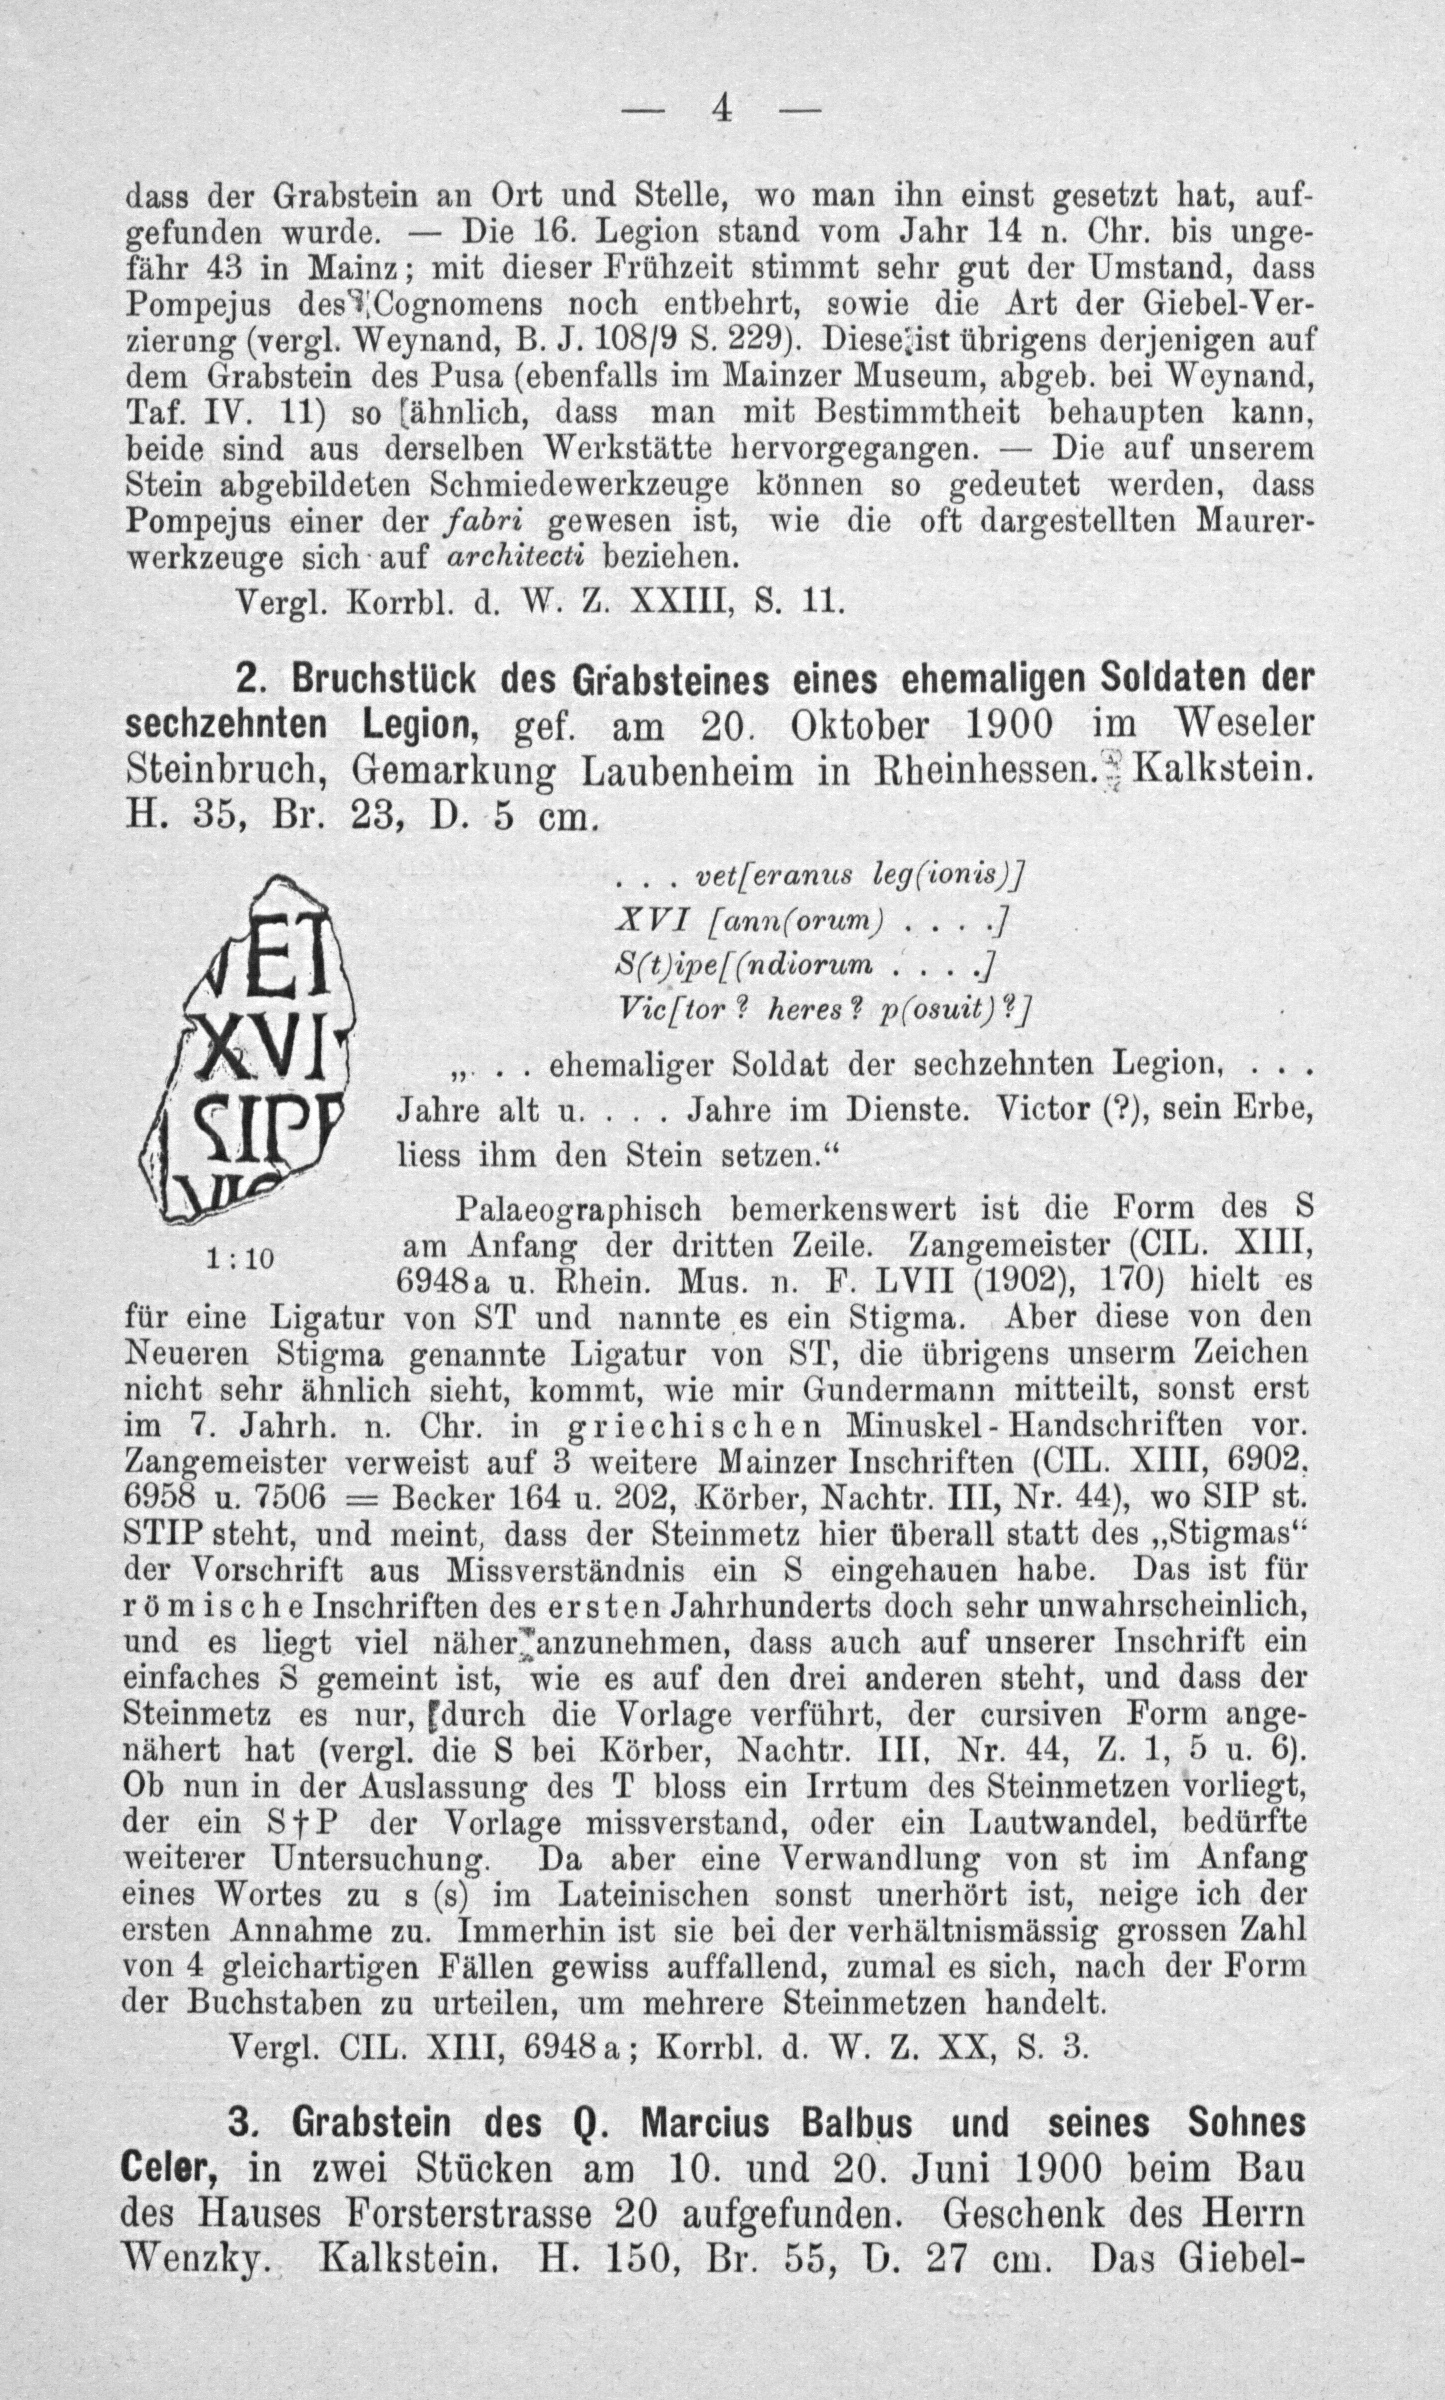 — 4 —
dass der Grabstein an Ort und Stelle, wo man ihn einst gesetzt hat, auf-
gefunden wurde. — Die 16. Legion stand vom Jahr 14 n. Chr. bis unge-
fähr 43 in Mainz; mit dieser Frühzeit stimmt sehr gut der Umstand, dass
Pompejus des Cognomens noch entbehrt, sowie die Art der Giebel-Ver-
zierung (vergl. Weynand, B. J. 108/9 S. 229). Diese ist übrigens derjenigen auf
dem Grabstein des Pusa (ebenfalls im Mainzer Museum, abgeb. bei Weynand,
Taf. IV. 11) so ähnlich, dass man mit Bestimmtheit behaupten kann,
beide sind aus derselben Werkstätte hervorgegangen. — Die auf unserem
Stein abgebildeten Schmiedewerkzeuge können so gedeutet werden, dass
Pompejus einer der fabri gewesen ist, wie die oft dargestellten Maurer-
werkzeuge sich auf architecti beziehen.
Vergl. Korrbl. d. W. Z. XXIII, S. 11.
2. Bruchstück des Grabsteines eines ehemaligen Soldaten der
sechzehnten Legion, gef. am 20. Oktober 1900 im Weseler
Steinbruch, Gemarkung Laubenheim in Rheinhessen. Kalkstein.
H. 35, Br. 23, D. 5 cm.
VET
XVI
SIPE
VIC
1:10
. . . vet[eranus leg(ionis)]
XVI [ann(orum) . . . .]
S(t)ipe[(ndiorum . . . .]
Vic[tor ? heres ? p(osuit) ?]
„. . . ehemaliger Soldat der sechzehnten Legion, . . .
Jahre alt u. . . . Jahre im Dienste. Victor (?), sein Erbe,
liess ihm den Stein setzen.“
Palaeographisch bemerkenswert ist die Form des S
am Anfang der dritten Zeile. Zangemeister (CIL. XIII,
6948a u. Rhein. Mus. n. F. LVII (1902), 170) hielt es
für eine Ligatur von ST und nannte es ein Stigma. Aber diese von den
Neueren Stigma genannte Ligatur von ST, die übrigens unserm Zeichen
nicht sehr ähnlich sieht, kommt, wie mir Gundermann mitteilt, sonst erst
im 7. Jahrh. n. Chr. in griechischen Minuskel-Handschriften vor.
Zangemeister verweist auf 3 weitere Mainzer Inschriften (CIL. XIII, 6902,
6958 u. 7506 = Becker 164 u. 202, Körber, Nachtr. III, Nr. 44), wo SIP st.
STIP steht, und meint, dass der Steinmetz hier überall statt des „Stigmas“
der Vorschrift aus Missverständnis ein S eingehauen habe. Das ist für
römische Inschriften des ersten Jahrhunderts doch sehr unwahrscheinlich,
und es liegt viel näher anzunehmen, dass auch auf unserer Inschrift ein
einfaches S gemeint ist, wie es auf den drei anderen steht, und dass der
Steinmetz es nur, durch die Vorlage verführt, der cursiven Form ange-
nähert hat (vergl. die S bei Körber, Nachtr. III, Nr. 44, Z. 1, 5 u. 6).
Ob nun in der Auslassung des T bloss ein Irrtum des Steinmetzen vorliegt,
der ein S†P der Vorlage missverstand, oder ein Lautwandel, bedürfte
weiterer Untersuchung. Da aber eine Verwandlung von st im Anfang
eines Wortes zu s (s) im Lateinischen sonst unerhört ist, neige ich der
ersten Annahme zu. Immerhin ist sie bei der verhältnismässig grossen Zahl
von 4 gleichartigen Fällen gewiss auffallend, zumal es sich, nach der Form
der Buchstaben zu urteilen, um mehrere Steinmetzen handelt.
Vergl. CIL. XIII, 6948a; Korrbl. d. W. Z. XX, S. 3.
3. Grabstein des Q. Marcius Balbus und seines Sohnes
Celer, in zwei Stücken am 10. und 20. Juni 1900 beim Bau
des Hauses Forsterstrasse 20 aufgefunden. Geschenk des Herrn
Wenzky. Kalkstein. H. 150, Br. 55, D. 27 cm. Das Giebel-